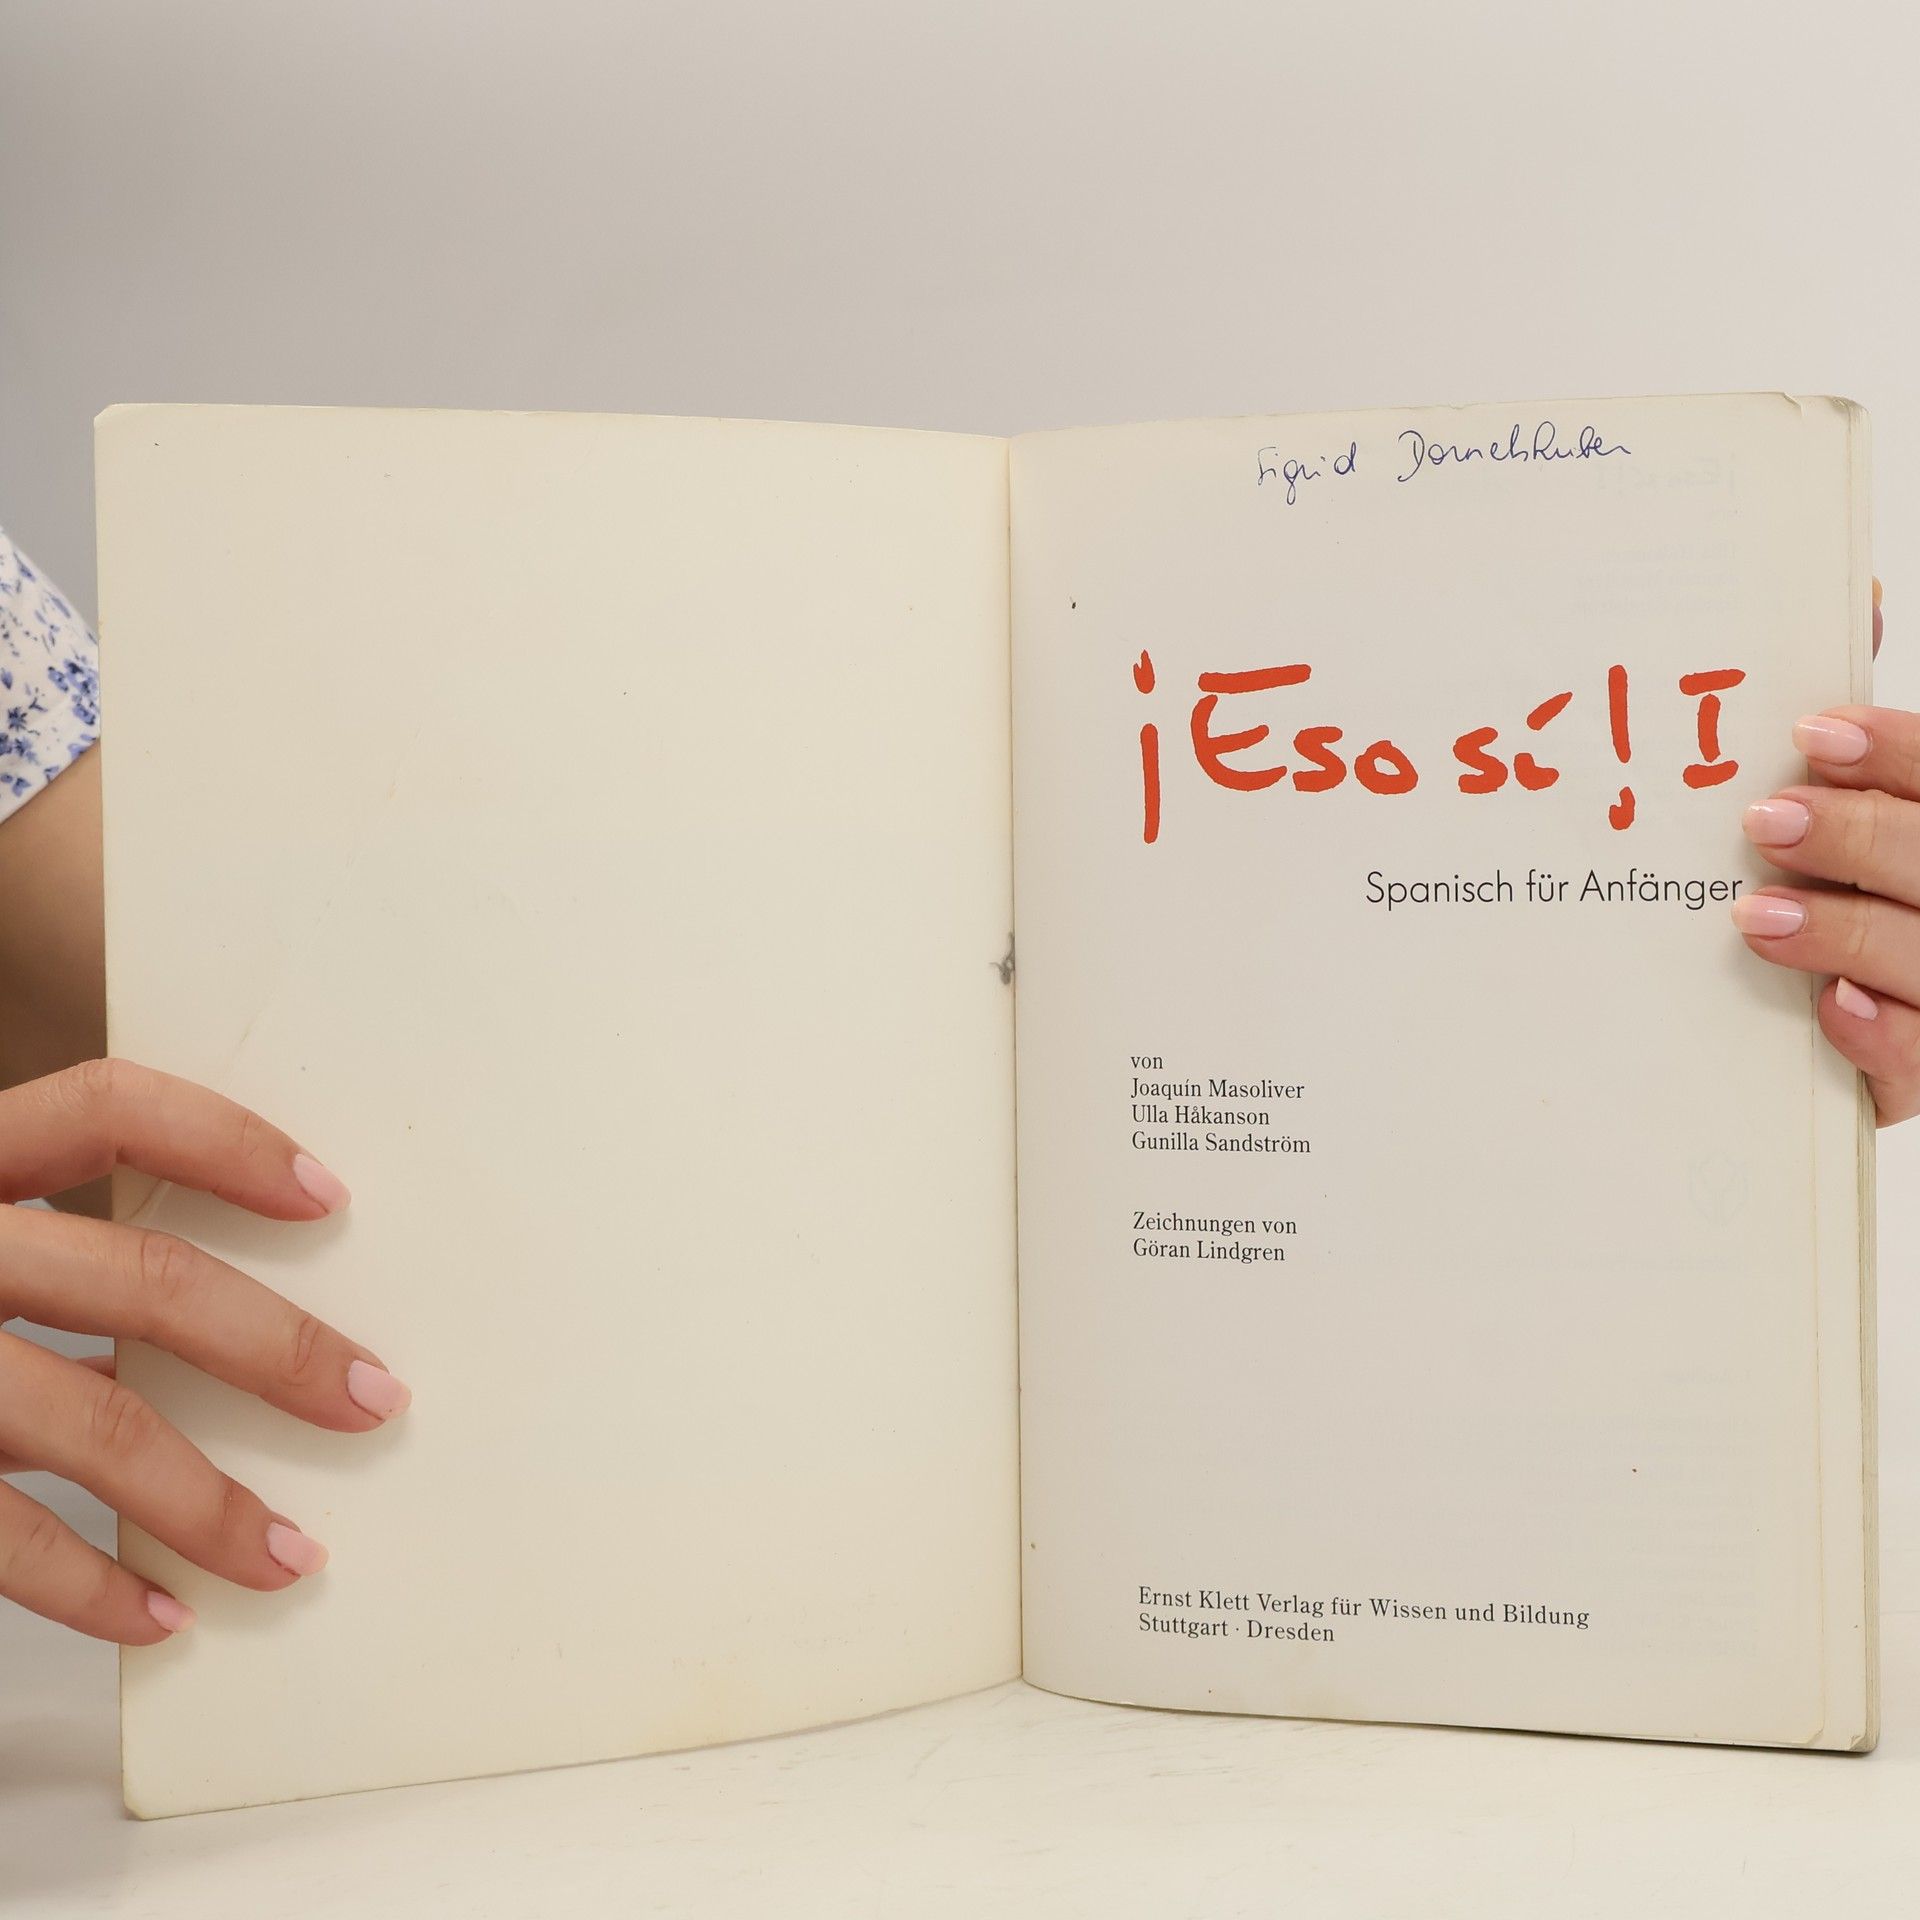 Sigrid
¡Eso sí! I
Spanisch für Anfänger
von
Joaquín Masoliver
Ulla Håkanson
Gunilla Sandström
Zeichnungen von
Göran Lindgren
Ernst Klett Verlag für Wissen und Bildung
Stuttgart · Dresden